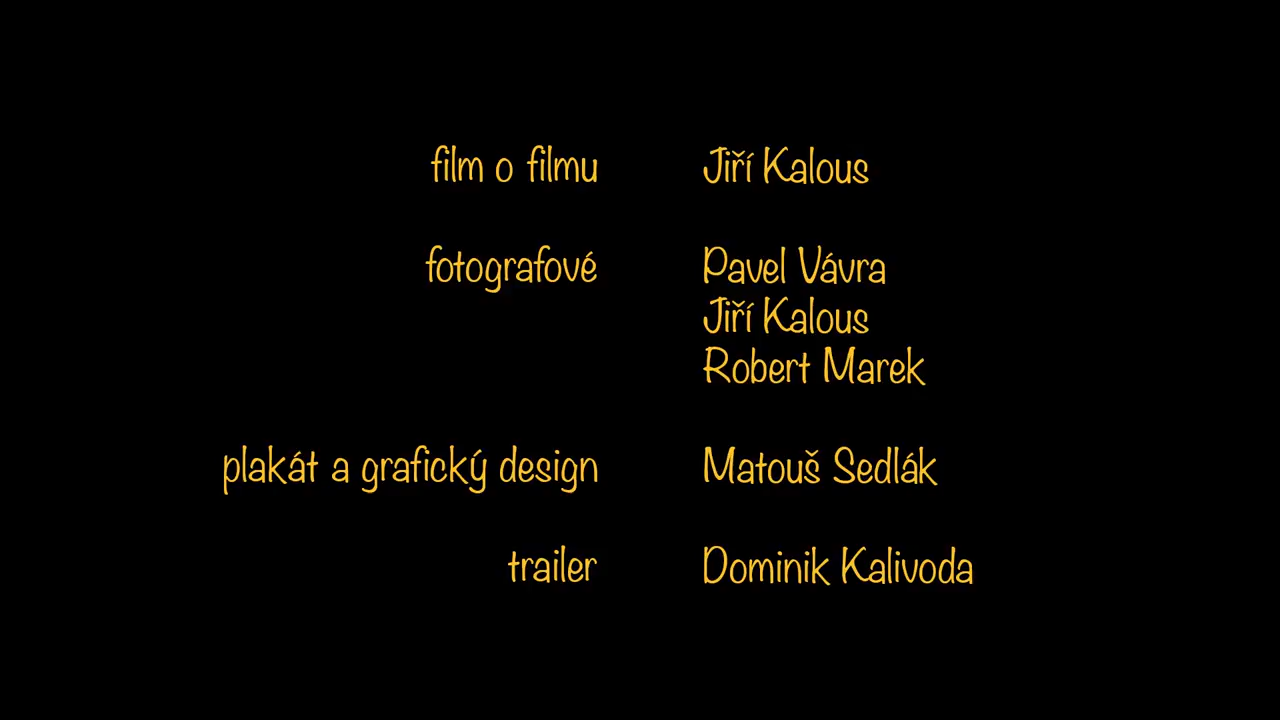 film o filmu Jiří Kalous
fotografové Pavel Vávra
Jiří Kalous
Robert Marek
plakát a grafický design Matouš Sedlák
trailer Dominik Kalivoda